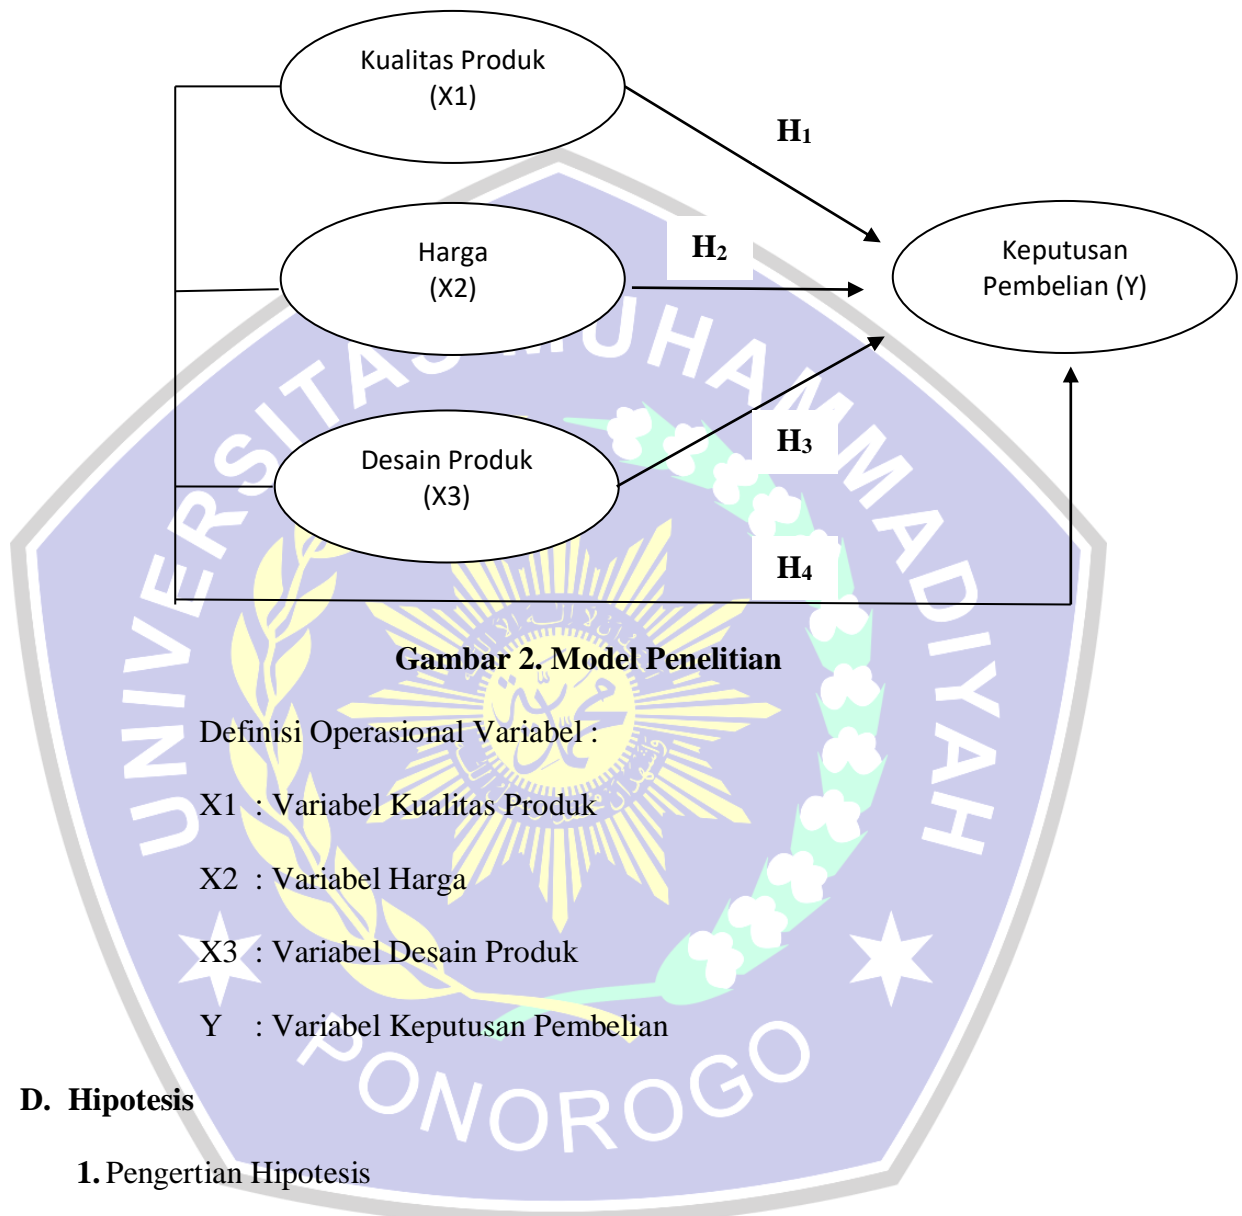 Kualitas Produk
(X1)
H₁
Harga
(X2)
H₂
Keputusan
Pembelian (Y)
Desain Produk
(X3)
H₃
H₄
Gambar 2. Model Penelitian
Definisi Operasional Variabel :
X1 : Variabel Kualitas Produk
X2 : Variabel Harga
X3 : Variabel Desain Produk
Y : Variabel Keputusan Pembelian
D. Hipotesis
1. Pengertian Hipotesis
UNIVERSITAS MUHAMMADIYAH
PONOROGO